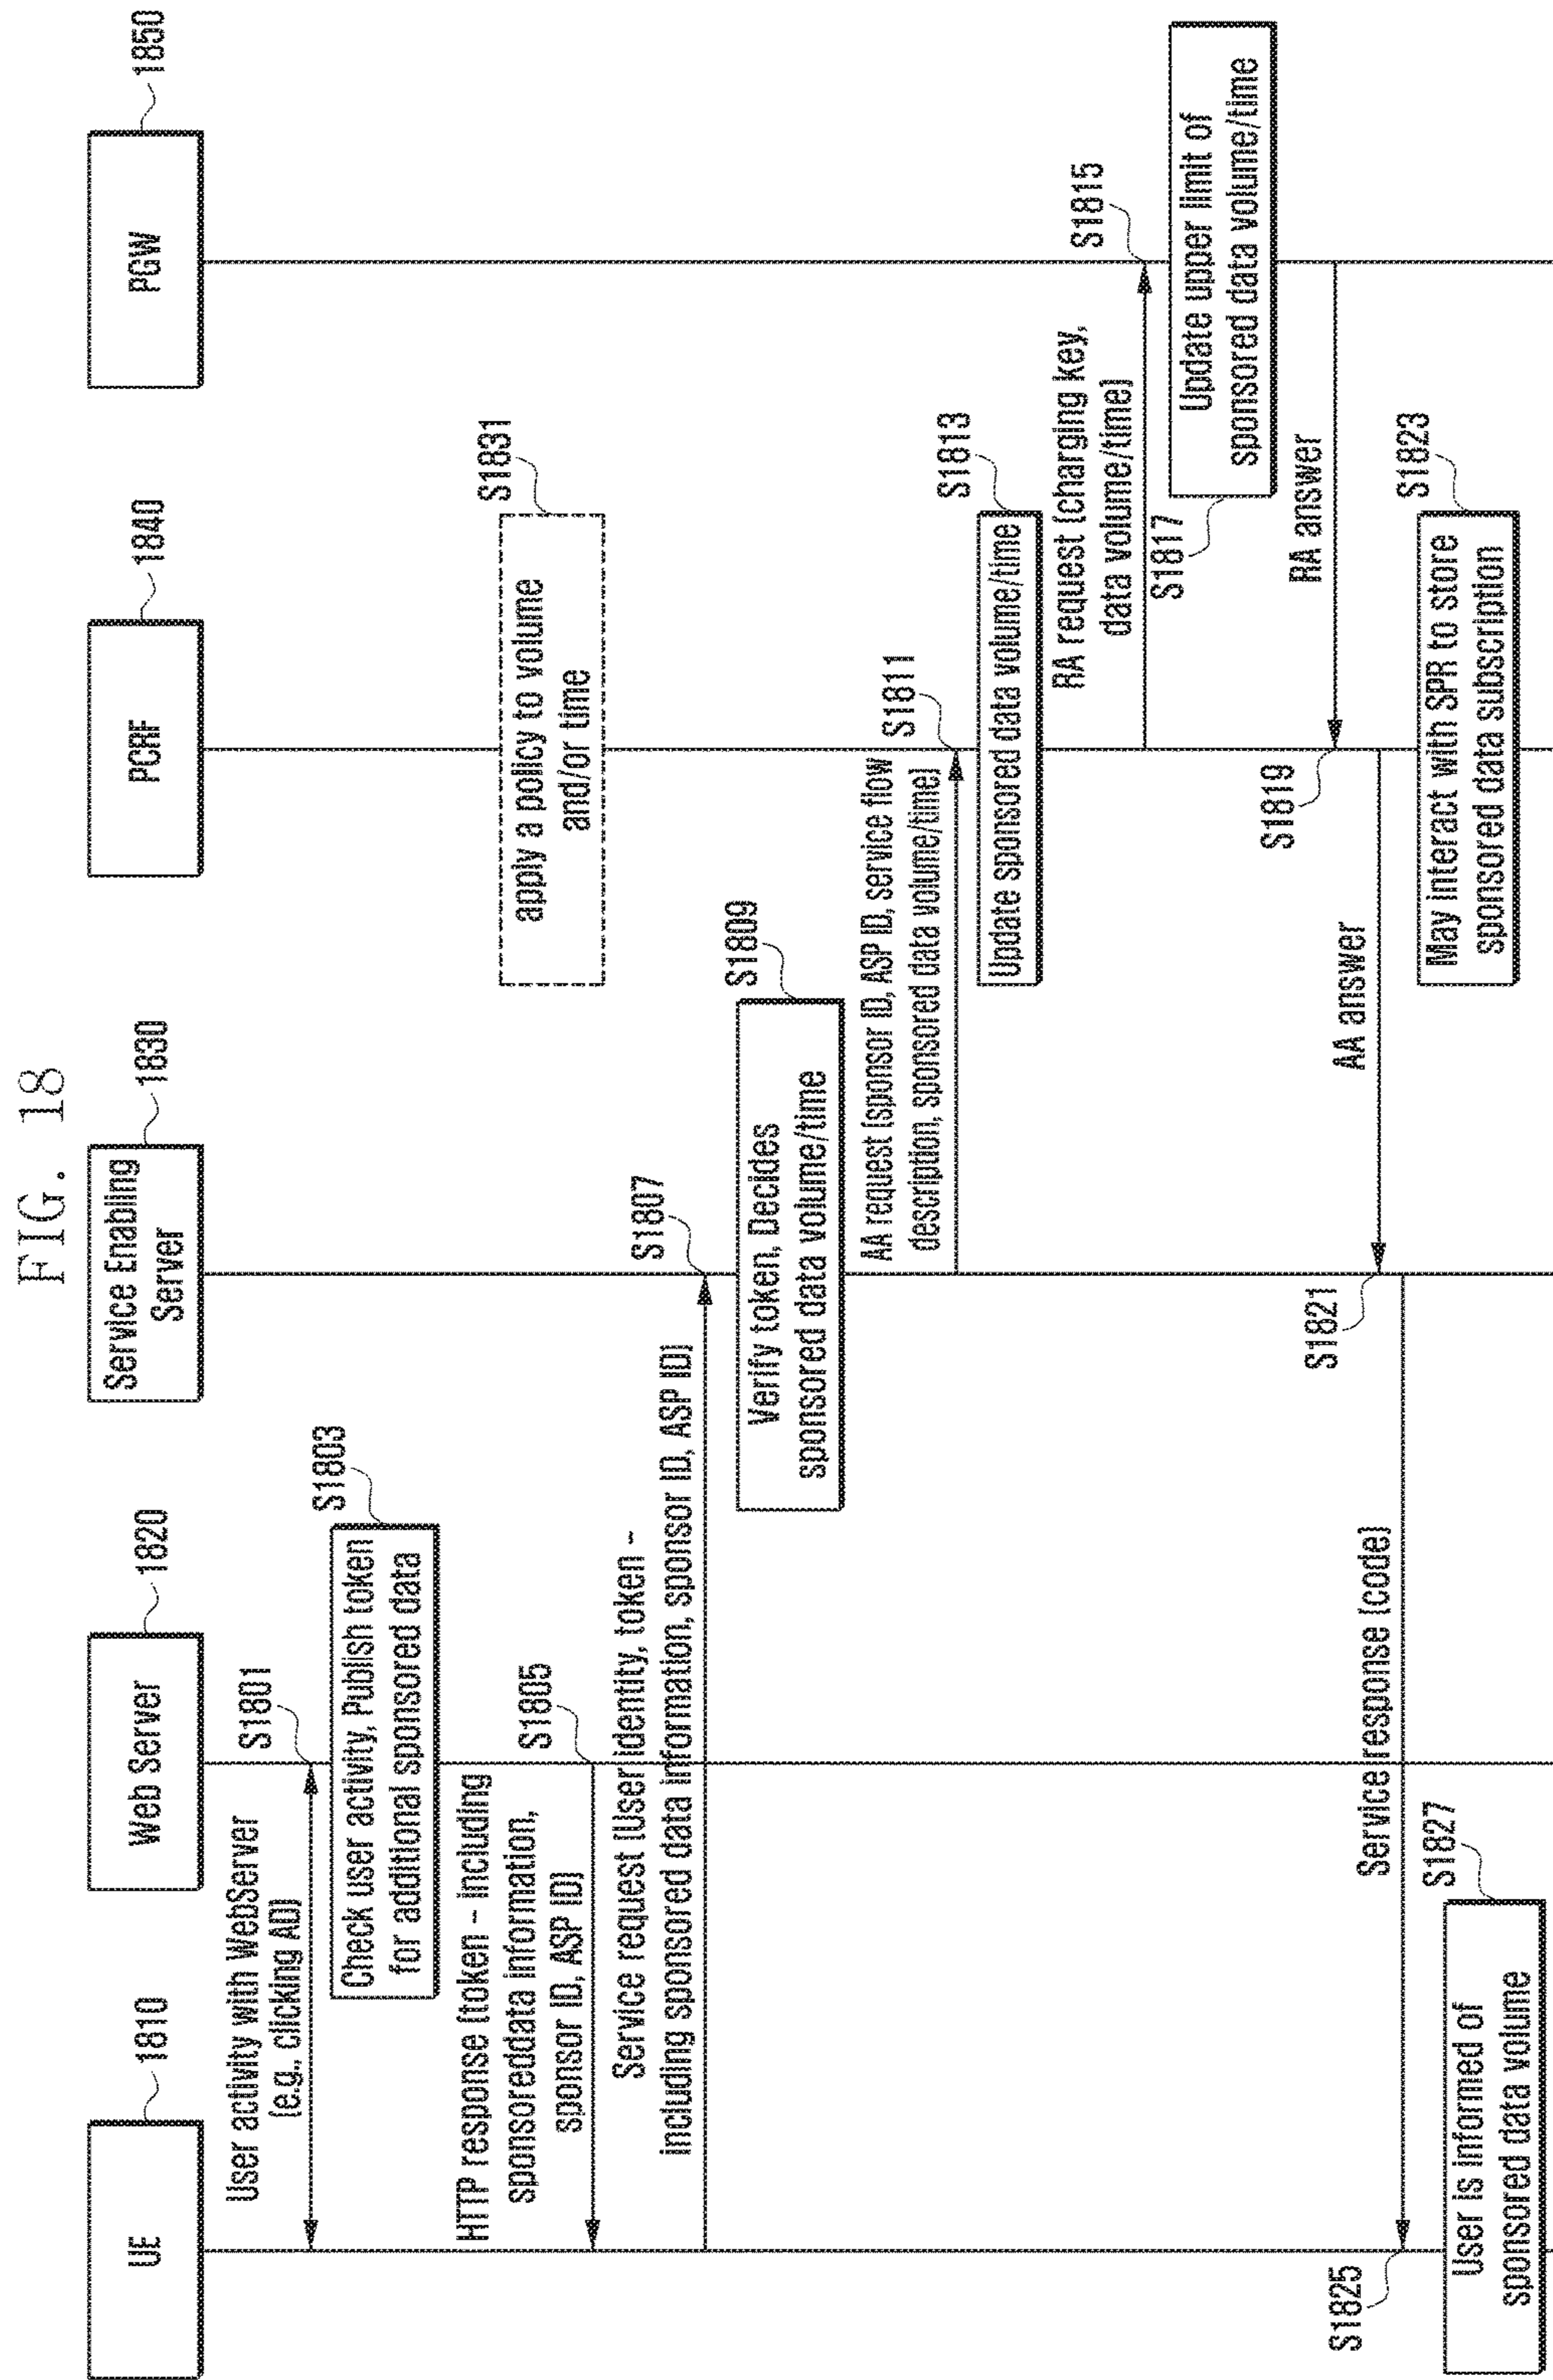 FIG. 18
UE
1810
Web Server
1820
Service Enabling
Server
1830
PCRF
1840
PGW
1850
User activity with WebServer
(e.g., clicking AD)
S1801
Check user activity, Publish token
for additional sponsored data
S1803
HTTP response (token - including
sponsoreddata information,
sponsor ID, ASP ID)
S1805
apply a policy to volume
and/or time
S1831
Service request (User identity, token -
including sponsored data information, sponsor ID, ASP ID)
S1807
Verify token, Decides
sponsored data volume/time
S1809
AA request (sponsor ID, ASP ID, service flow
description, sponsored data volume/time)
S1811
Update sponsored data volume/time
S1813
RA request (charging key,
data volume/time)
S1815
S1817
Update upper limit of
sponsored data volume/time
RA answer
S1819
AA answer
S1821
Service response (code)
S1825
May interact with SPR to store
sponsored data subscription
S1823
User is informed of
sponsored data volume
S1827